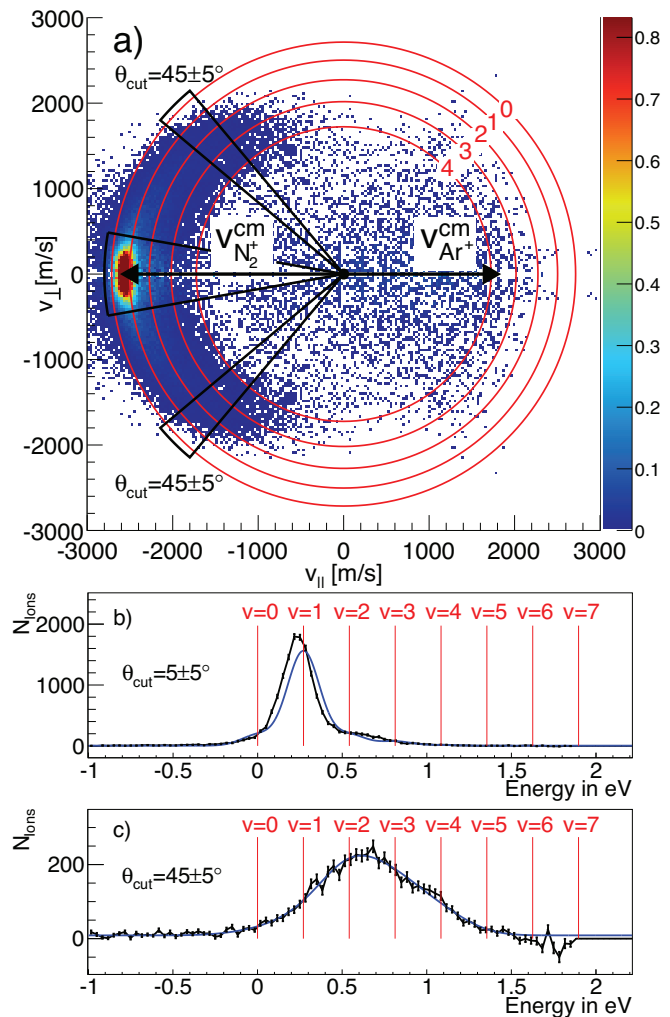 a)
θcut=45±5°
0
1
2
3
4
v^cm_N2+
v^cm_Ar+
θcut=45±5°
3000
2000
1000
0
-1000
-2000
-3000
v⊥[m/s]
-3000 -2000 -1000 0 1000 2000 3000
v|| [m/s]
0.8
0.7
0.6
0.5
0.4
0.3
0.2
0.1
0
b)
v=0 v=1 v=2 v=3 v=4 v=5 v=6 v=7
θcut=5±5°
NIons
2000
1000
0
-1 -0.5 0 0.5 1 1.5 2
Energy in eV
c)
v=0 v=1 v=2 v=3 v=4 v=5 v=6 v=7
θcut=45±5°
NIons
200
0
-1 -0.5 0 0.5 1 1.5 2
Energy in eV